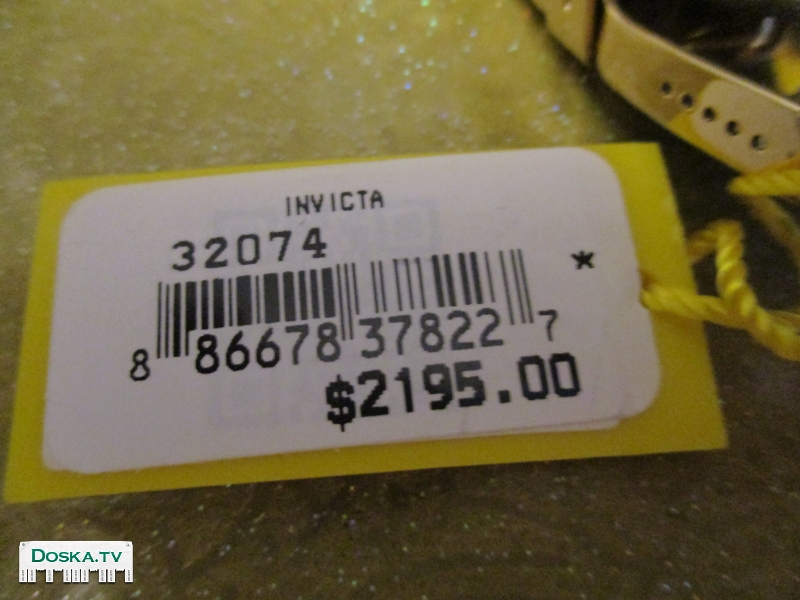 INVICTA
32074
*
8 86678 37822 7
$2195.00
DOSKA.TV